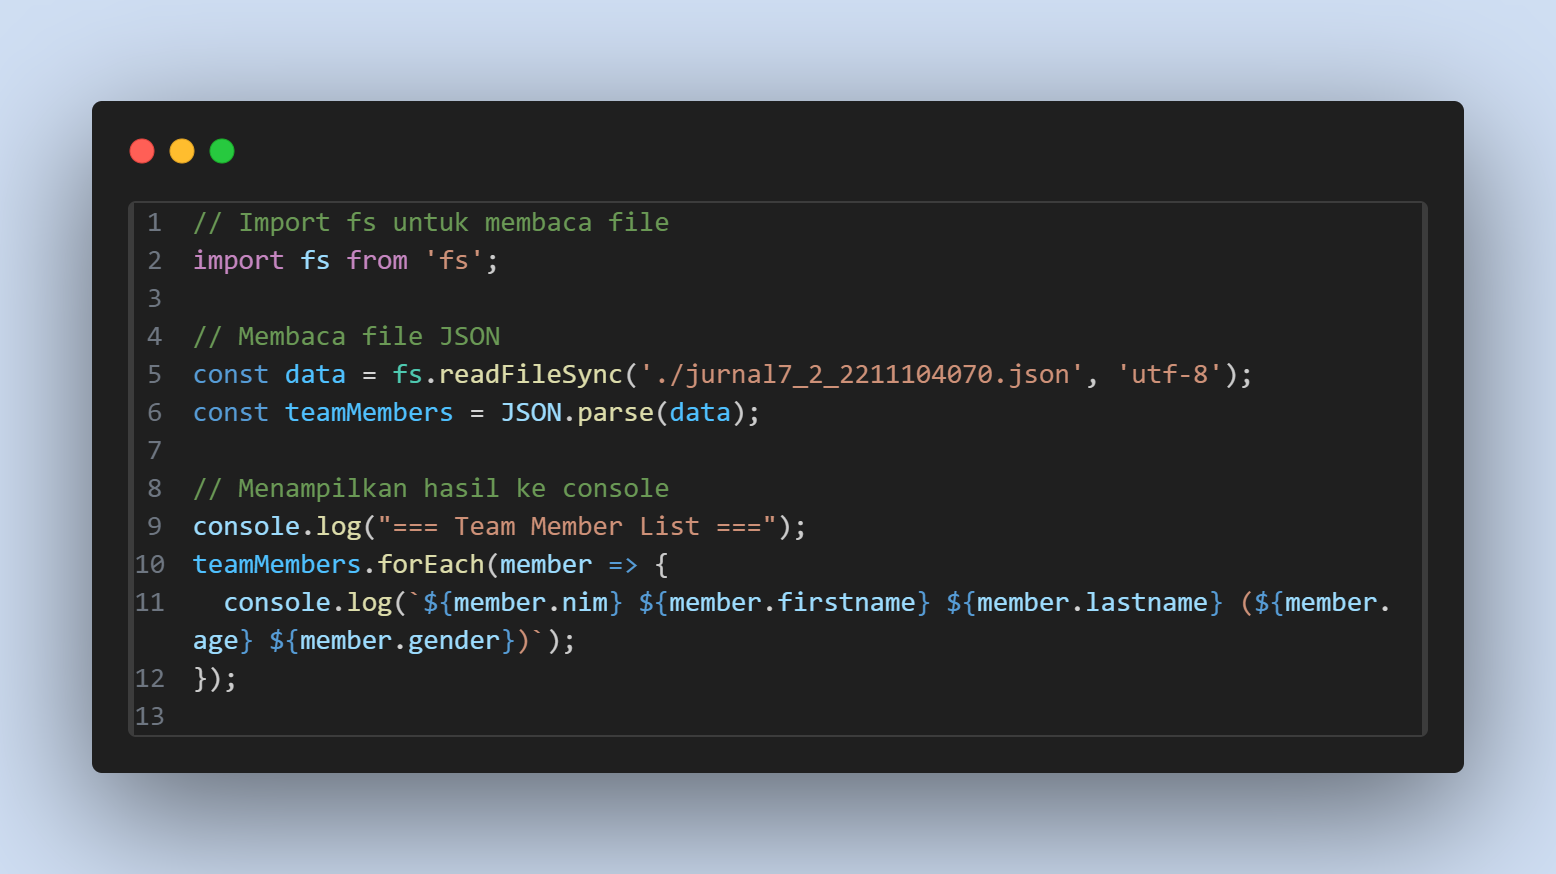 1 // Import fs untuk membaca file
2 import fs from 'fs';
3
4 // Membaca file JSON
5 const data = fs.readFileSync('./jurnal7_2_2211104070.json', 'utf-8');
6 const teamMembers = JSON.parse(data);
7
8 // Menampilkan hasil ke console
9 console.log("=== Team Member List ===");
10 teamMembers.forEach(member => {
11   console.log(`${member.nim} ${member.firstname} ${member.lastname} (${member.
age} ${member.gender})`);
12 });
13